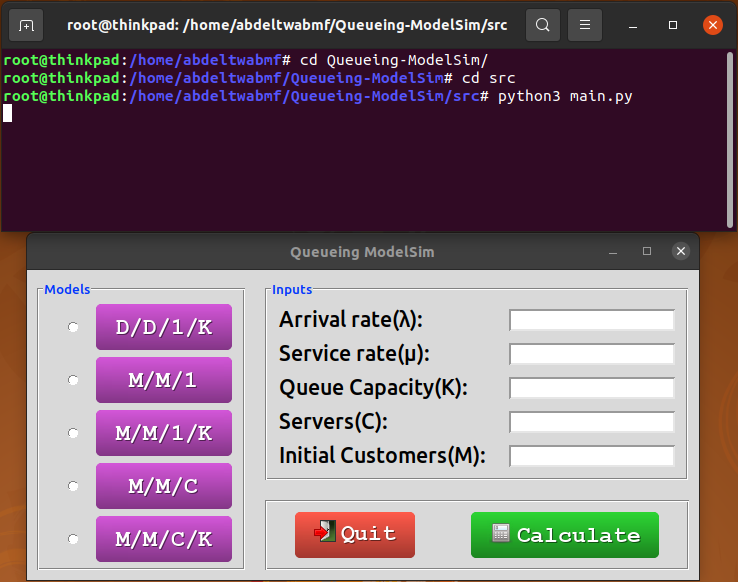 root@thinkpad: /home/abdeltwabmf/Queueing-ModelSim/src
root@thinkpad:/home/abdeltwabmf# cd Queueing-ModelSim/
root@thinkpad:/home/abdeltwabmf/Queueing-ModelSim# cd src
root@thinkpad:/home/abdeltwabmf/Queueing-ModelSim/src# python3 main.py
Queueing ModelSim
Models
D/D/1/K
M/M/1
M/M/1/K
M/M/C
M/M/C/K
Inputs
Arrival rate(λ):
Service rate(μ):
Queue Capacity(K):
Servers(C):
Initial Customers(M):
Quit
Calculate